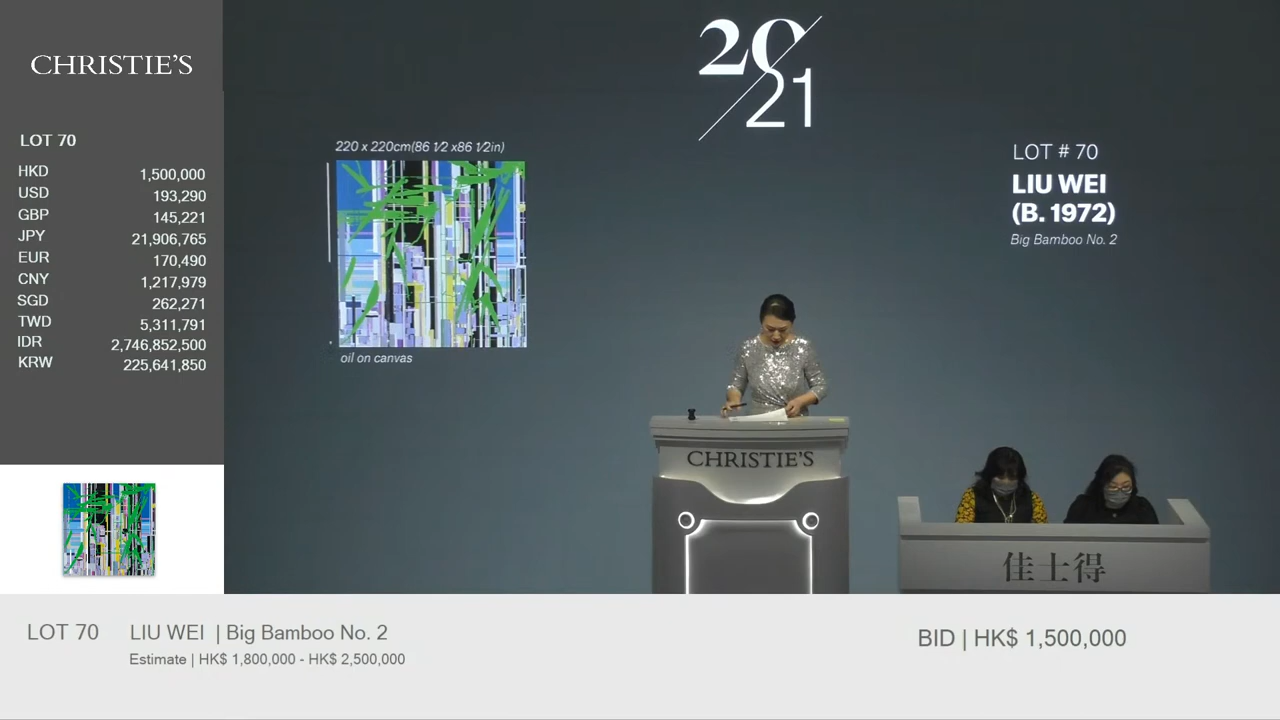 CHRISTIE'S
LOT 70
HKD 1,500,000
USD 193,290
GBP 145,221
JPY 21,906,765
EUR 170,490
CNY 1,217,979
SGD 262,271
TWD 5,311,791
IDR 2,746,852,500
KRW 225,641,850
20
21
220 x 220cm(86 1⁄2 x86 1⁄2in)
oil on canvas
LOT # 70
LIU WEI
(B. 1972)
Big Bamboo No. 2
CHRISTIE'S
佳士得
LOT 70 LIU WEI | Big Bamboo No. 2
Estimate | HK$ 1,800,000 - HK$ 2,500,000
BID | HK$ 1,500,000